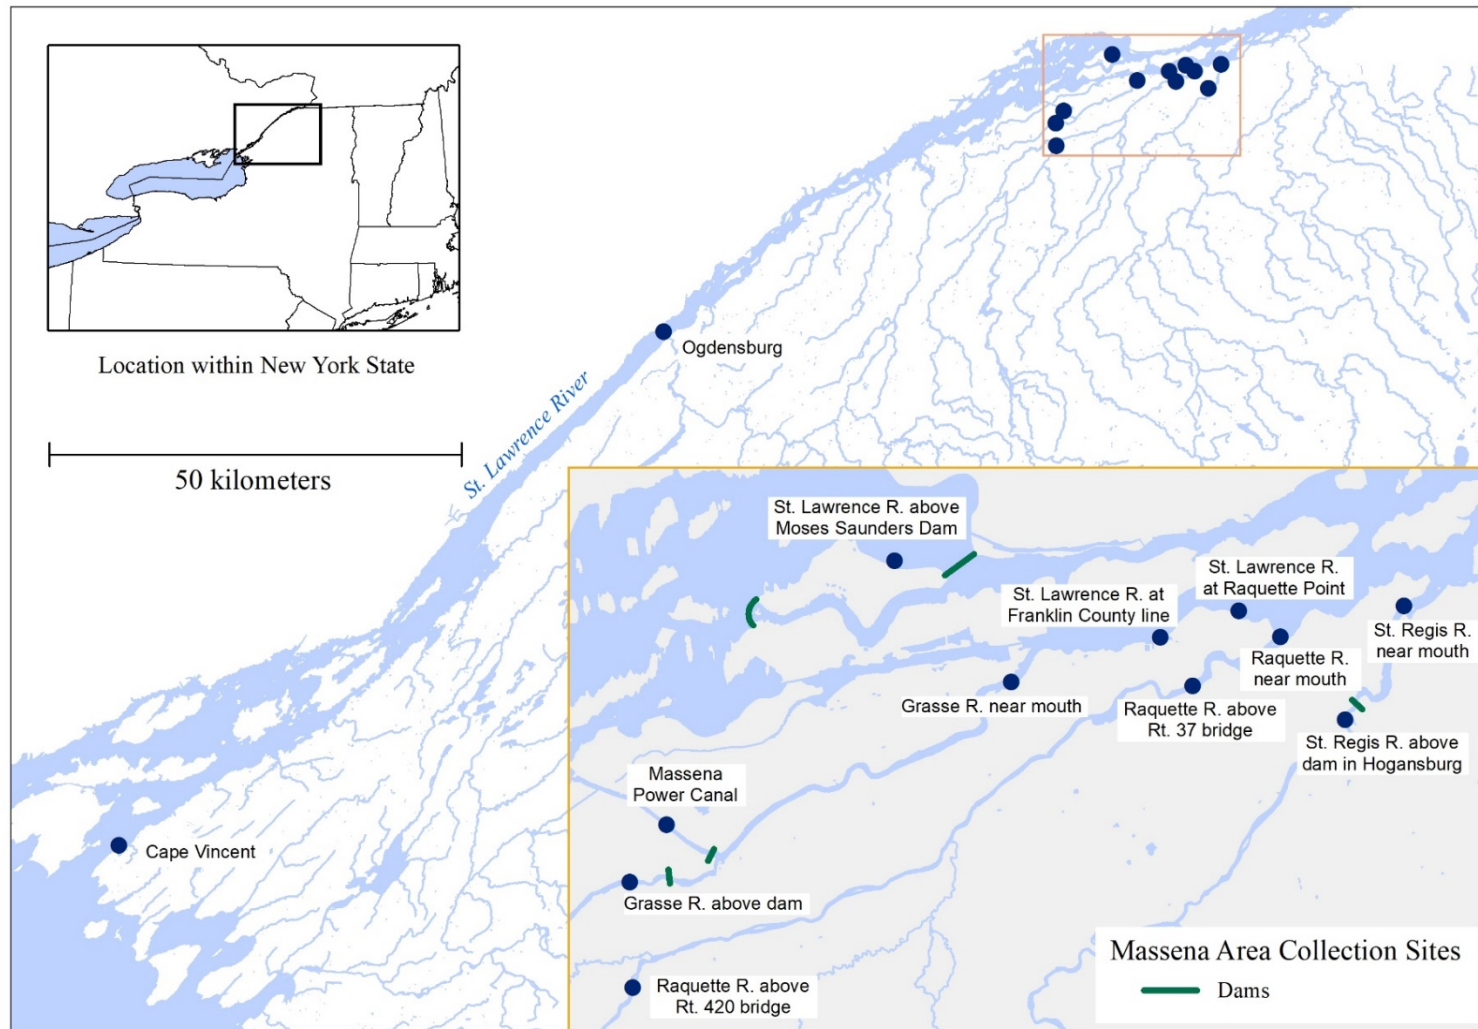 Location within New York State
50 kilometers
St. Lawrence River
Ogdensburg
Cape Vincent
St. Lawrence R. above
Moses Saunders Dam
St. Lawrence R. at
Franklin County line
St. Lawrence R.
at Raquette Point
St. Regis R.
near mouth
Raquette R.
near mouth
Grasse R. near mouth
Raquette R. above
Rt. 37 bridge
St. Regis R. above
dam in Hogansburg
Massena
Power Canal
Grasse R. above dam
Raquette R. above
Rt. 420 bridge
Massena Area Collection Sites
Dams